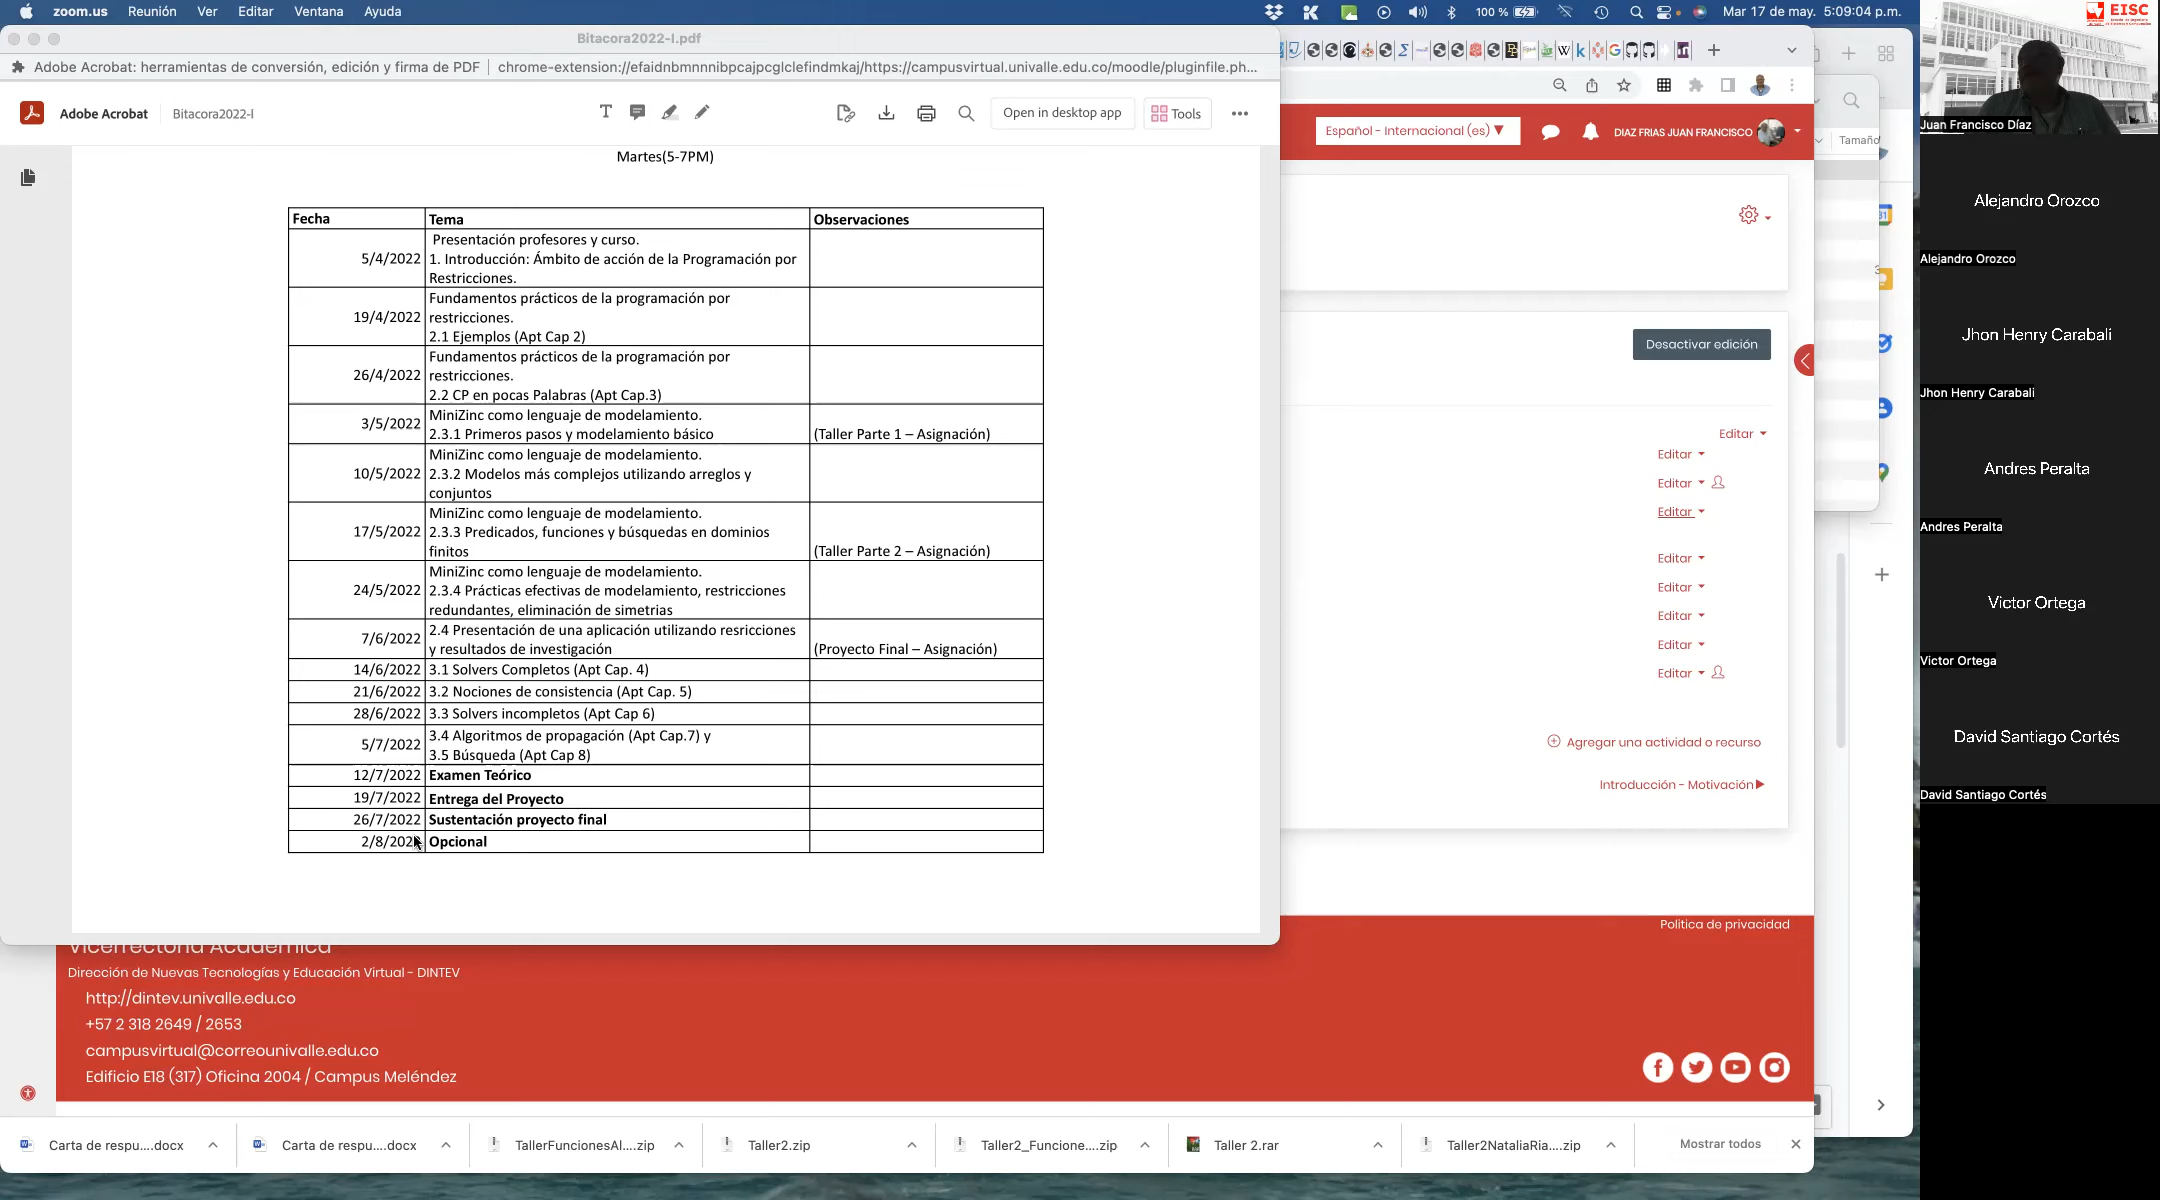 zoom.us Reunión Ver Editar Ventana Ayuda
100 % Mar 17 de may. 5:09:04 p.m.
Bitacora2022-I.pdf
Adobe Acrobat: herramientas de conversión, edición y firma de PDF | chrome-extension://efaidnbmnnnibpcajpcglclefindmkaj/https://campusvirtual.univalle.edu.co/moodle/pluginfile.ph...
Adobe Acrobat Bitacora2022-I
Open in desktop app Tools
Martes(5-7PM)
Fecha Tema Observaciones
Presentación profesores y curso.
5/4/2022 1. Introducción: Ámbito de acción de la Programación por
Restricciones.
Fundamentos prácticos de la programación por
19/4/2022 restricciones.
2.1 Ejemplos (Apt Cap 2)
Fundamentos prácticos de la programación por
26/4/2022 restricciones.
2.2 CP en pocas Palabras (Apt Cap.3)
3/5/2022 MiniZinc como lenguaje de modelamiento.
2.3.1 Primeros pasos y modelamiento básico (Taller Parte 1 – Asignación)
MiniZinc como lenguaje de modelamiento.
10/5/2022 2.3.2 Modelos más complejos utilizando arreglos y
conjuntos
MiniZinc como lenguaje de modelamiento.
17/5/2022 2.3.3 Predicados, funciones y búsquedas en dominios
finitos (Taller Parte 2 – Asignación)
MiniZinc como lenguaje de modelamiento.
24/5/2022 2.3.4 Prácticas efectivas de modelamiento, restricciones
redundantes, eliminación de simetrias
7/6/2022 2.4 Presentación de una aplicación utilizando resricciones
y resultados de investigación (Proyecto Final – Asignación)
14/6/2022 3.1 Solvers Completos (Apt Cap. 4)
21/6/2022 3.2 Nociones de consistencia (Apt Cap. 5)
28/6/2022 3.3 Solvers incompletos (Apt Cap 6)
5/7/2022 3.4 Algoritmos de propagación (Apt Cap.7) y
3.5 Búsqueda (Apt Cap 8)
12/7/2022 Examen Teórico
19/7/2022 Entrega del Proyecto
26/7/2022 Sustentación proyecto final
2/8/202 Opcional
Español - Internacional (es) ▼
DIAZ FRIAS JUAN FRANCISCO
Tamaño
Desactivar edición
Editar
Editar
Editar
Editar
Editar
Editar
Editar
Editar
Editar
Agregar una actividad o recurso
Introducción - Motivación ▶
Política de privacidad
Vicerrectoría Académica
Dirección de Nuevas Tecnologías y Educación Virtual - DINTEV
http://dintev.univalle.edu.co
+57 2 318 2649 / 2653
campusvirtual@correounivalle.edu.co
Edificio E18 (317) Oficina 2004 / Campus Meléndez
Carta de respu....docx Carta de respu....docx TallerFuncionesAl....zip Taller2.zip Taller2_Funcione....zip Taller 2.rar Taller2NataliaRia....zip Mostrar todos
EISC
Juan Francisco Díaz
Alejandro Orozco
Alejandro Orozco
Jhon Henry Carabali
Jhon Henry Carabali
Andres Peralta
Andres Peralta
Victor Ortega
Victor Ortega
David Santiago Cortés
David Santiago Cortés